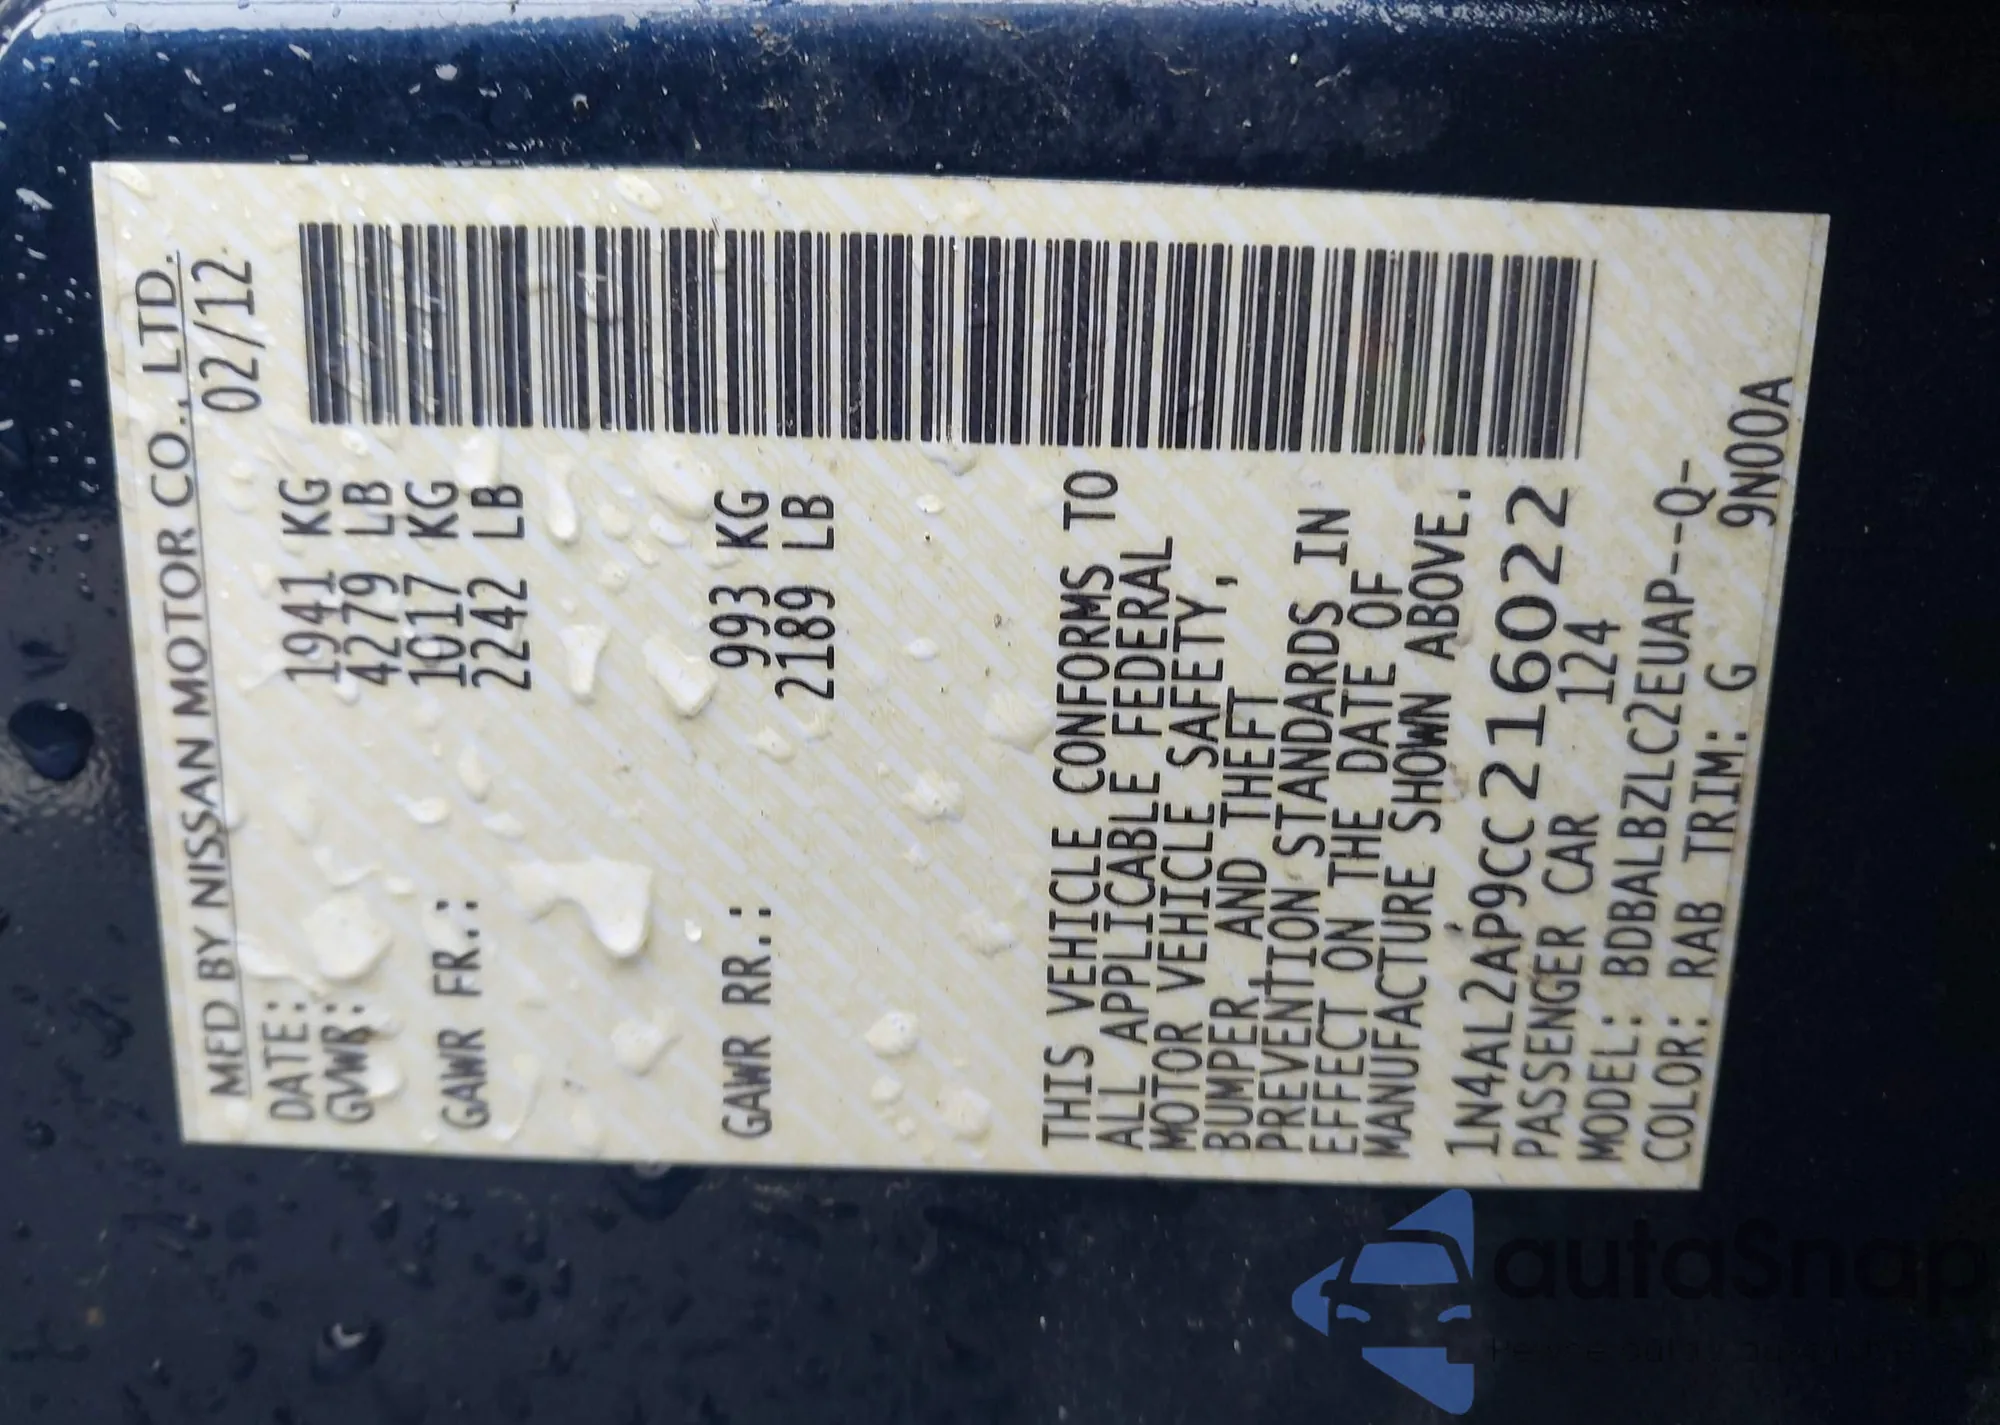 MFD BY NISSAN MOTOR CO., LTD.
DATE: 02/12
GVWR: 1941 KG
4279 LB
GAWR FR.: 1017 KG
2242 LB
GAWR RR.: 993 KG
2189 LB
THIS VEHICLE CONFORMS TO
ALL APPLICABLE FEDERAL
MOTOR VEHICLE SAFETY,
BUMPER AND THEFT
PREVENTION STANDARDS IN
EFFECT ON THE DATE OF
MANUFACTURE SHOWN ABOVE.
1N4AL2AP9CC216022
PASSENGER CAR 124
MODEL: BDBALBZLC2EUAP--Q-
COLOR: RAB TRIM: G 9N00A
autaSnap